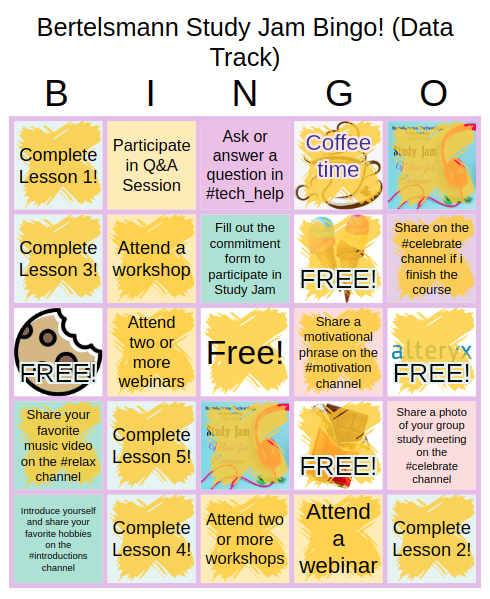 Bertelsmann Study Jam Bingo! (Data
Track)
B I N G O
Complete
Lesson 1!
Participate
in Q&A
Session
Ask or
answer a
question in
#tech_help
Coffee
time
Bertelsmann Technology
Study Jam
Complete
Lesson 3!
Attend a
workshop
Fill out the
commitment
form to
participate in
Study Jam
FREE!
Share on the
#celebrate
channel if i
finish the
course
FREE!
Attend
two or
more
webinars
Free!
Share a
motivational
phrase on the
#motivation
channel
alteryx
FREE!
Share your
favorite
music video
on the #relax
channel
Complete
Lesson 5!
Bertelsmann Technology
Study Jam
FREE!
Share a photo
of your group
study meeting
on the
#celebrate
channel
Introduce yourself
and share your
favorite hobbies
on the
#introductions
channel
Complete
Lesson 4!
Attend two
or more
workshops
Attend
a
webinar
Complete
Lesson 2!